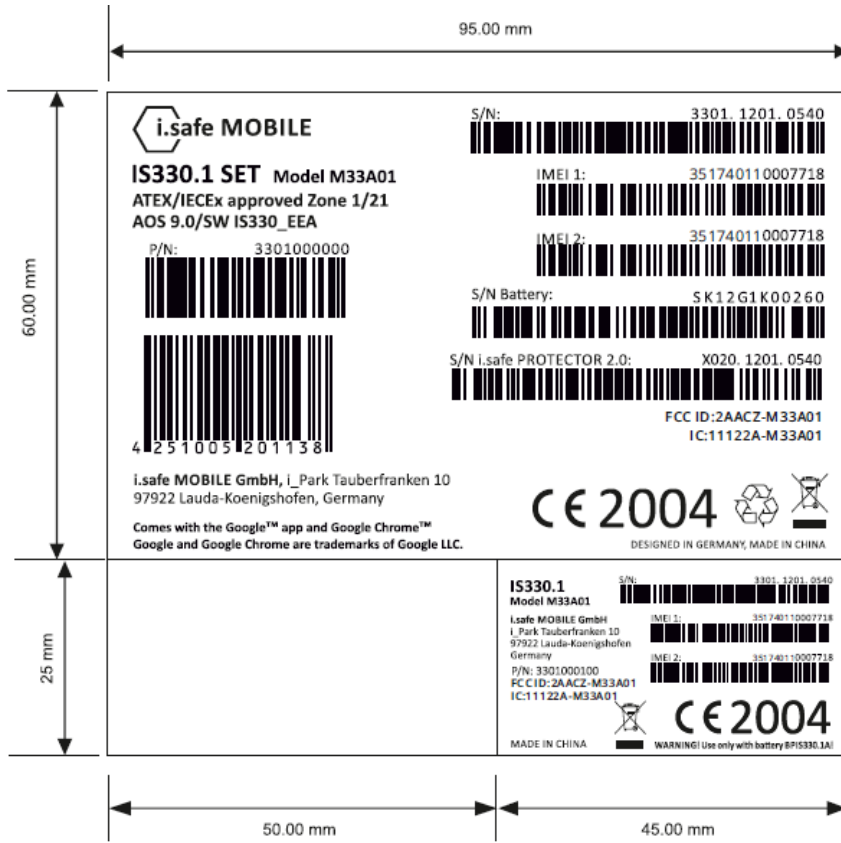 95.00 mm
60.00 mm
i.safe MOBILE
IS330.1 SET Model M33A01
ATEX/IECEx approved Zone 1/21
AOS 9.0/SW IS330_EEA
P/N: 3301000000
4 251005 201138
i.safe MOBILE GmbH, i_Park Tauberfranken 10
97922 Lauda-Koenigshofen, Germany
Comes with the Google™ app and Google Chrome™
Google and Google Chrome are trademarks of Google LLC.
S/N: 3301. 1201. 0540
IMEI 1: 351740110007718
IMEI 2: 351740110007718
S/N Battery: SK12G1K00260
S/N i.safe PROTECTOR 2.0: X020. 1201. 0540
FCC ID:2AACZ-M33A01
IC:11122A-M33A01
CE 2004
DESIGNED IN GERMANY, MADE IN CHINA
25 mm
IS330.1
Model M33A01
i.safe MOBILE GmbH
i_Park Tauberfranken 10
97922 Lauda-Koenigshofen
Germany
P/N: 3301000100
FCC ID:2AACZ-M33A01
IC:11122A-M33A01
MADE IN CHINA
S/N: 3301. 1201. 0540
IMEI 1: 351740110007718
IMEI 2: 351740110007718
CE 2004
WARNING! Use only with battery BPIS330.1A!
50.00 mm
45.00 mm